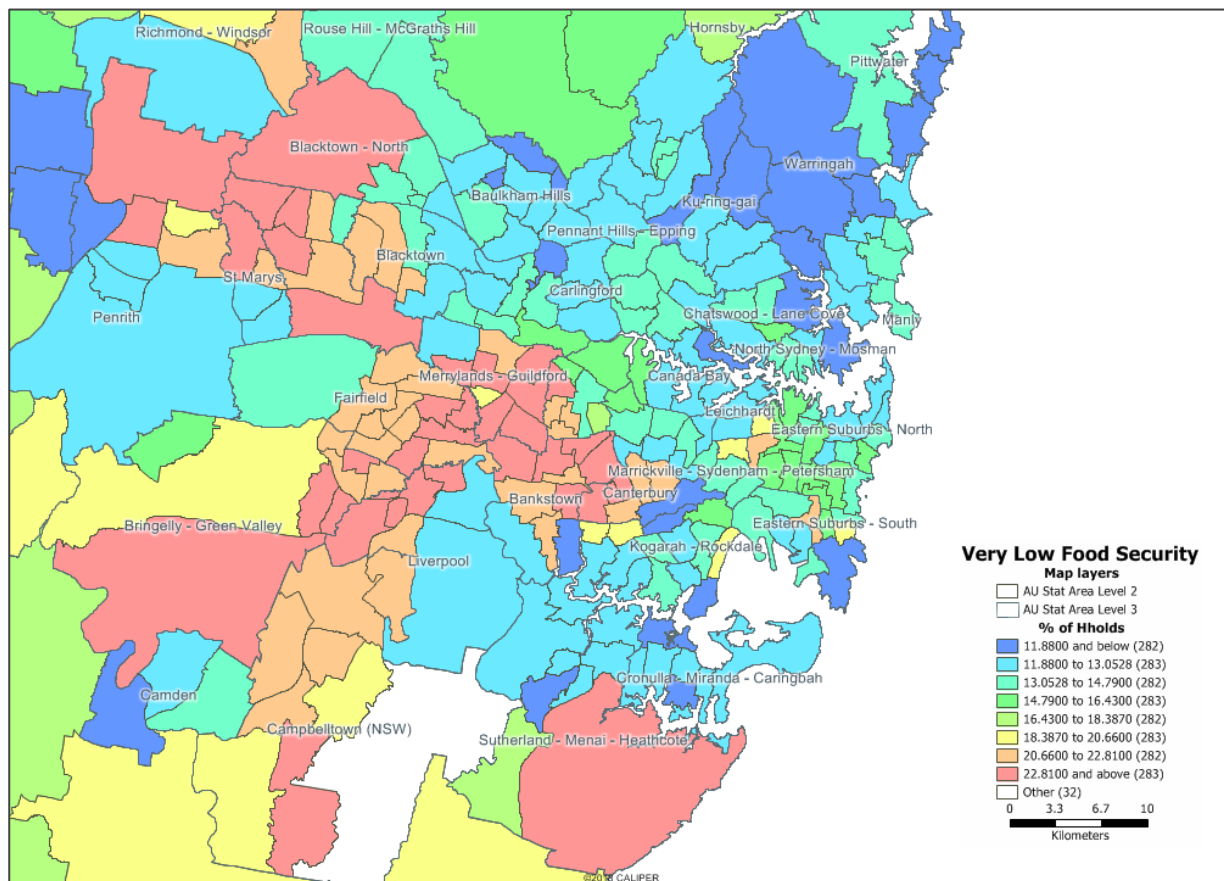 Richmond - Windsor
Rouse Hill - McGraths Hill
Hornsby
Pittwater
Blacktown - North
Warringah
Baulkham Hills
Ku-ring-gai
Pennant Hills - Epping
Blacktown
St Marys
Carlingford
Penrith
Chatswood - Lane Cove
Manly
North Sydney - Mosman
Merrylands - Guildford
Canada Bay
Fairfield
Leichhardt
Eastern Suburbs - North
Marrickville - Sydenham - Petersham
Bankstown
Canterbury
Bringelly - Green Valley
Eastern Suburbs - South
Kogarah - Rockdale
Liverpool
Cronulla - Miranda - Caringbah
Camden
Campbelltown (NSW)
Sutherland - Menai - Heathcote
Very Low Food Security
Map layers
AU Stat Area Level 2
AU Stat Area Level 3
% of Hholds
11.8800 and below (282)
11.8800 to 13.0528 (283)
13.0528 to 14.7900 (282)
14.7900 to 16.4300 (283)
16.4300 to 18.3870 (282)
18.3870 to 20.6600 (283)
20.6600 to 22.8100 (282)
22.8100 and above (283)
Other (32)
0 3.3 6.7 10
Kilometers
CALIPER